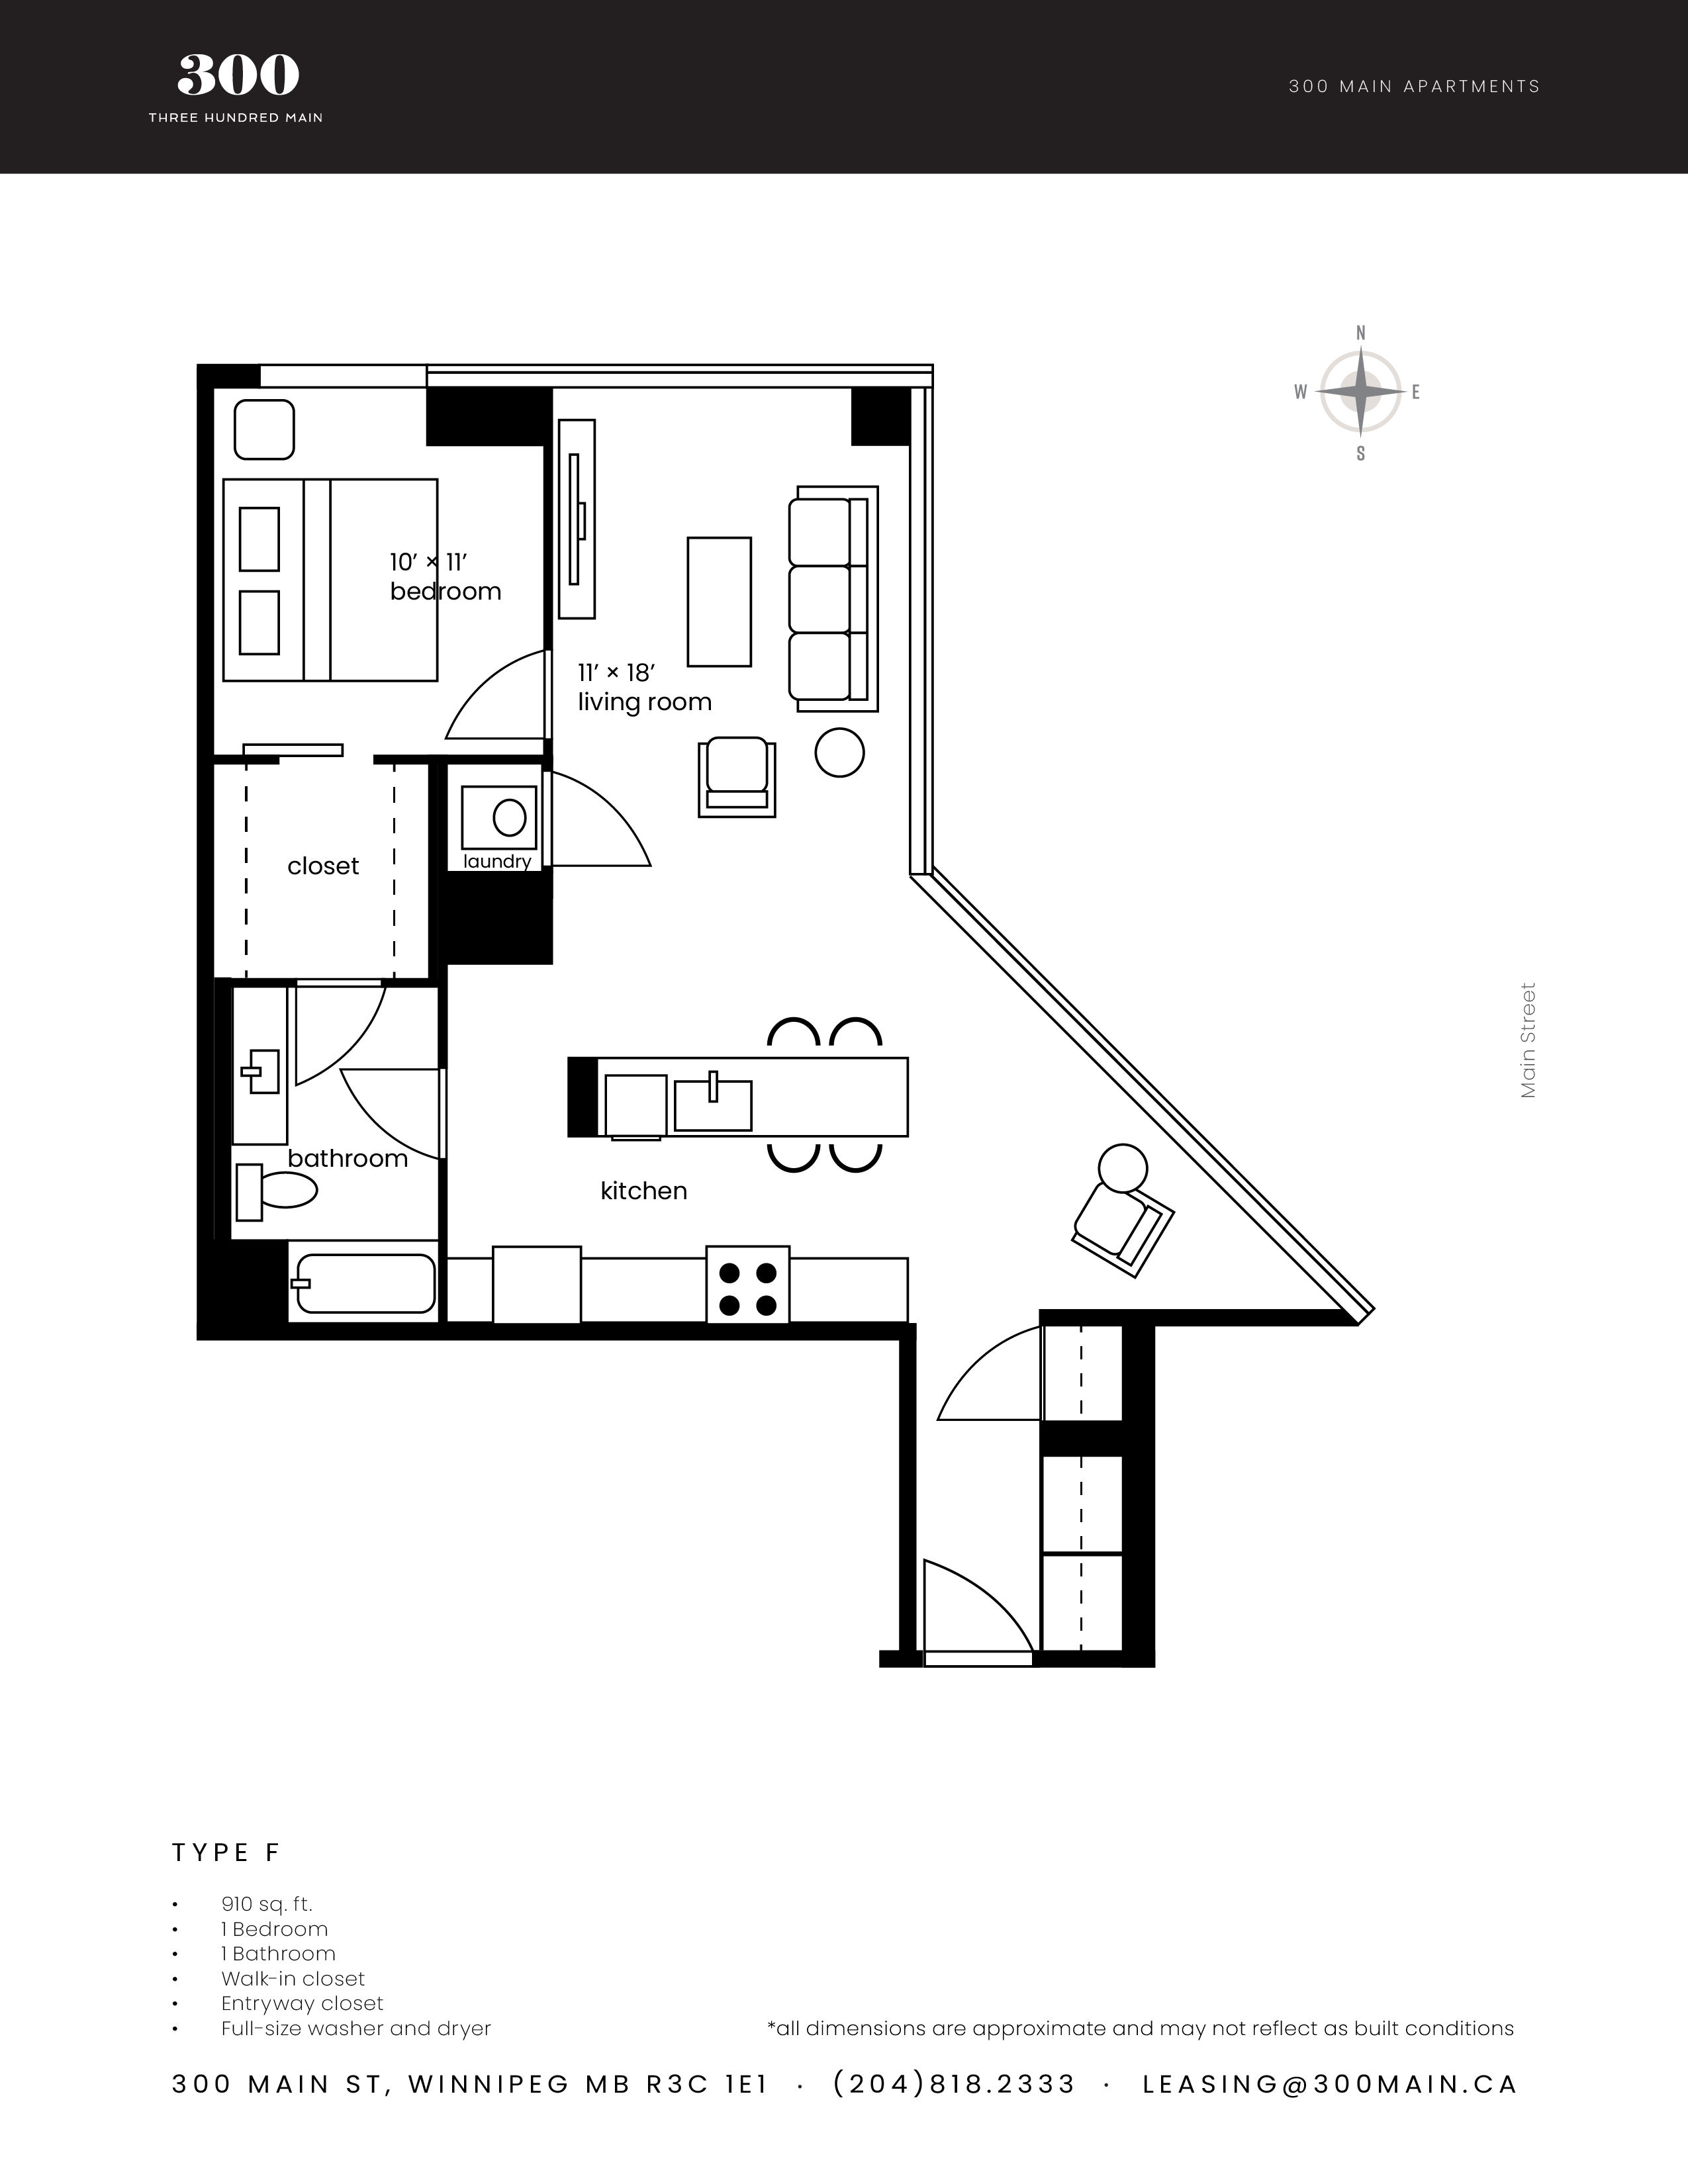 300
THREE HUNDRED MAIN
300 MAIN APARTMENTS
N
W
E
S
10’ × 11’
bedroom
11’ × 18’
living room
laundry
closet
Main Street
bathroom
kitchen
TYPE F
• 910 sq. ft.
• 1 Bedroom
• 1 Bathroom
• Walk-in closet
• Entryway closet
• Full-size washer and dryer
*all dimensions are approximate and may not reflect as built conditions
300 MAIN ST, WINNIPEG MB R3C 1E1 · (204)818.2333 · LEASING@300MAIN.CA